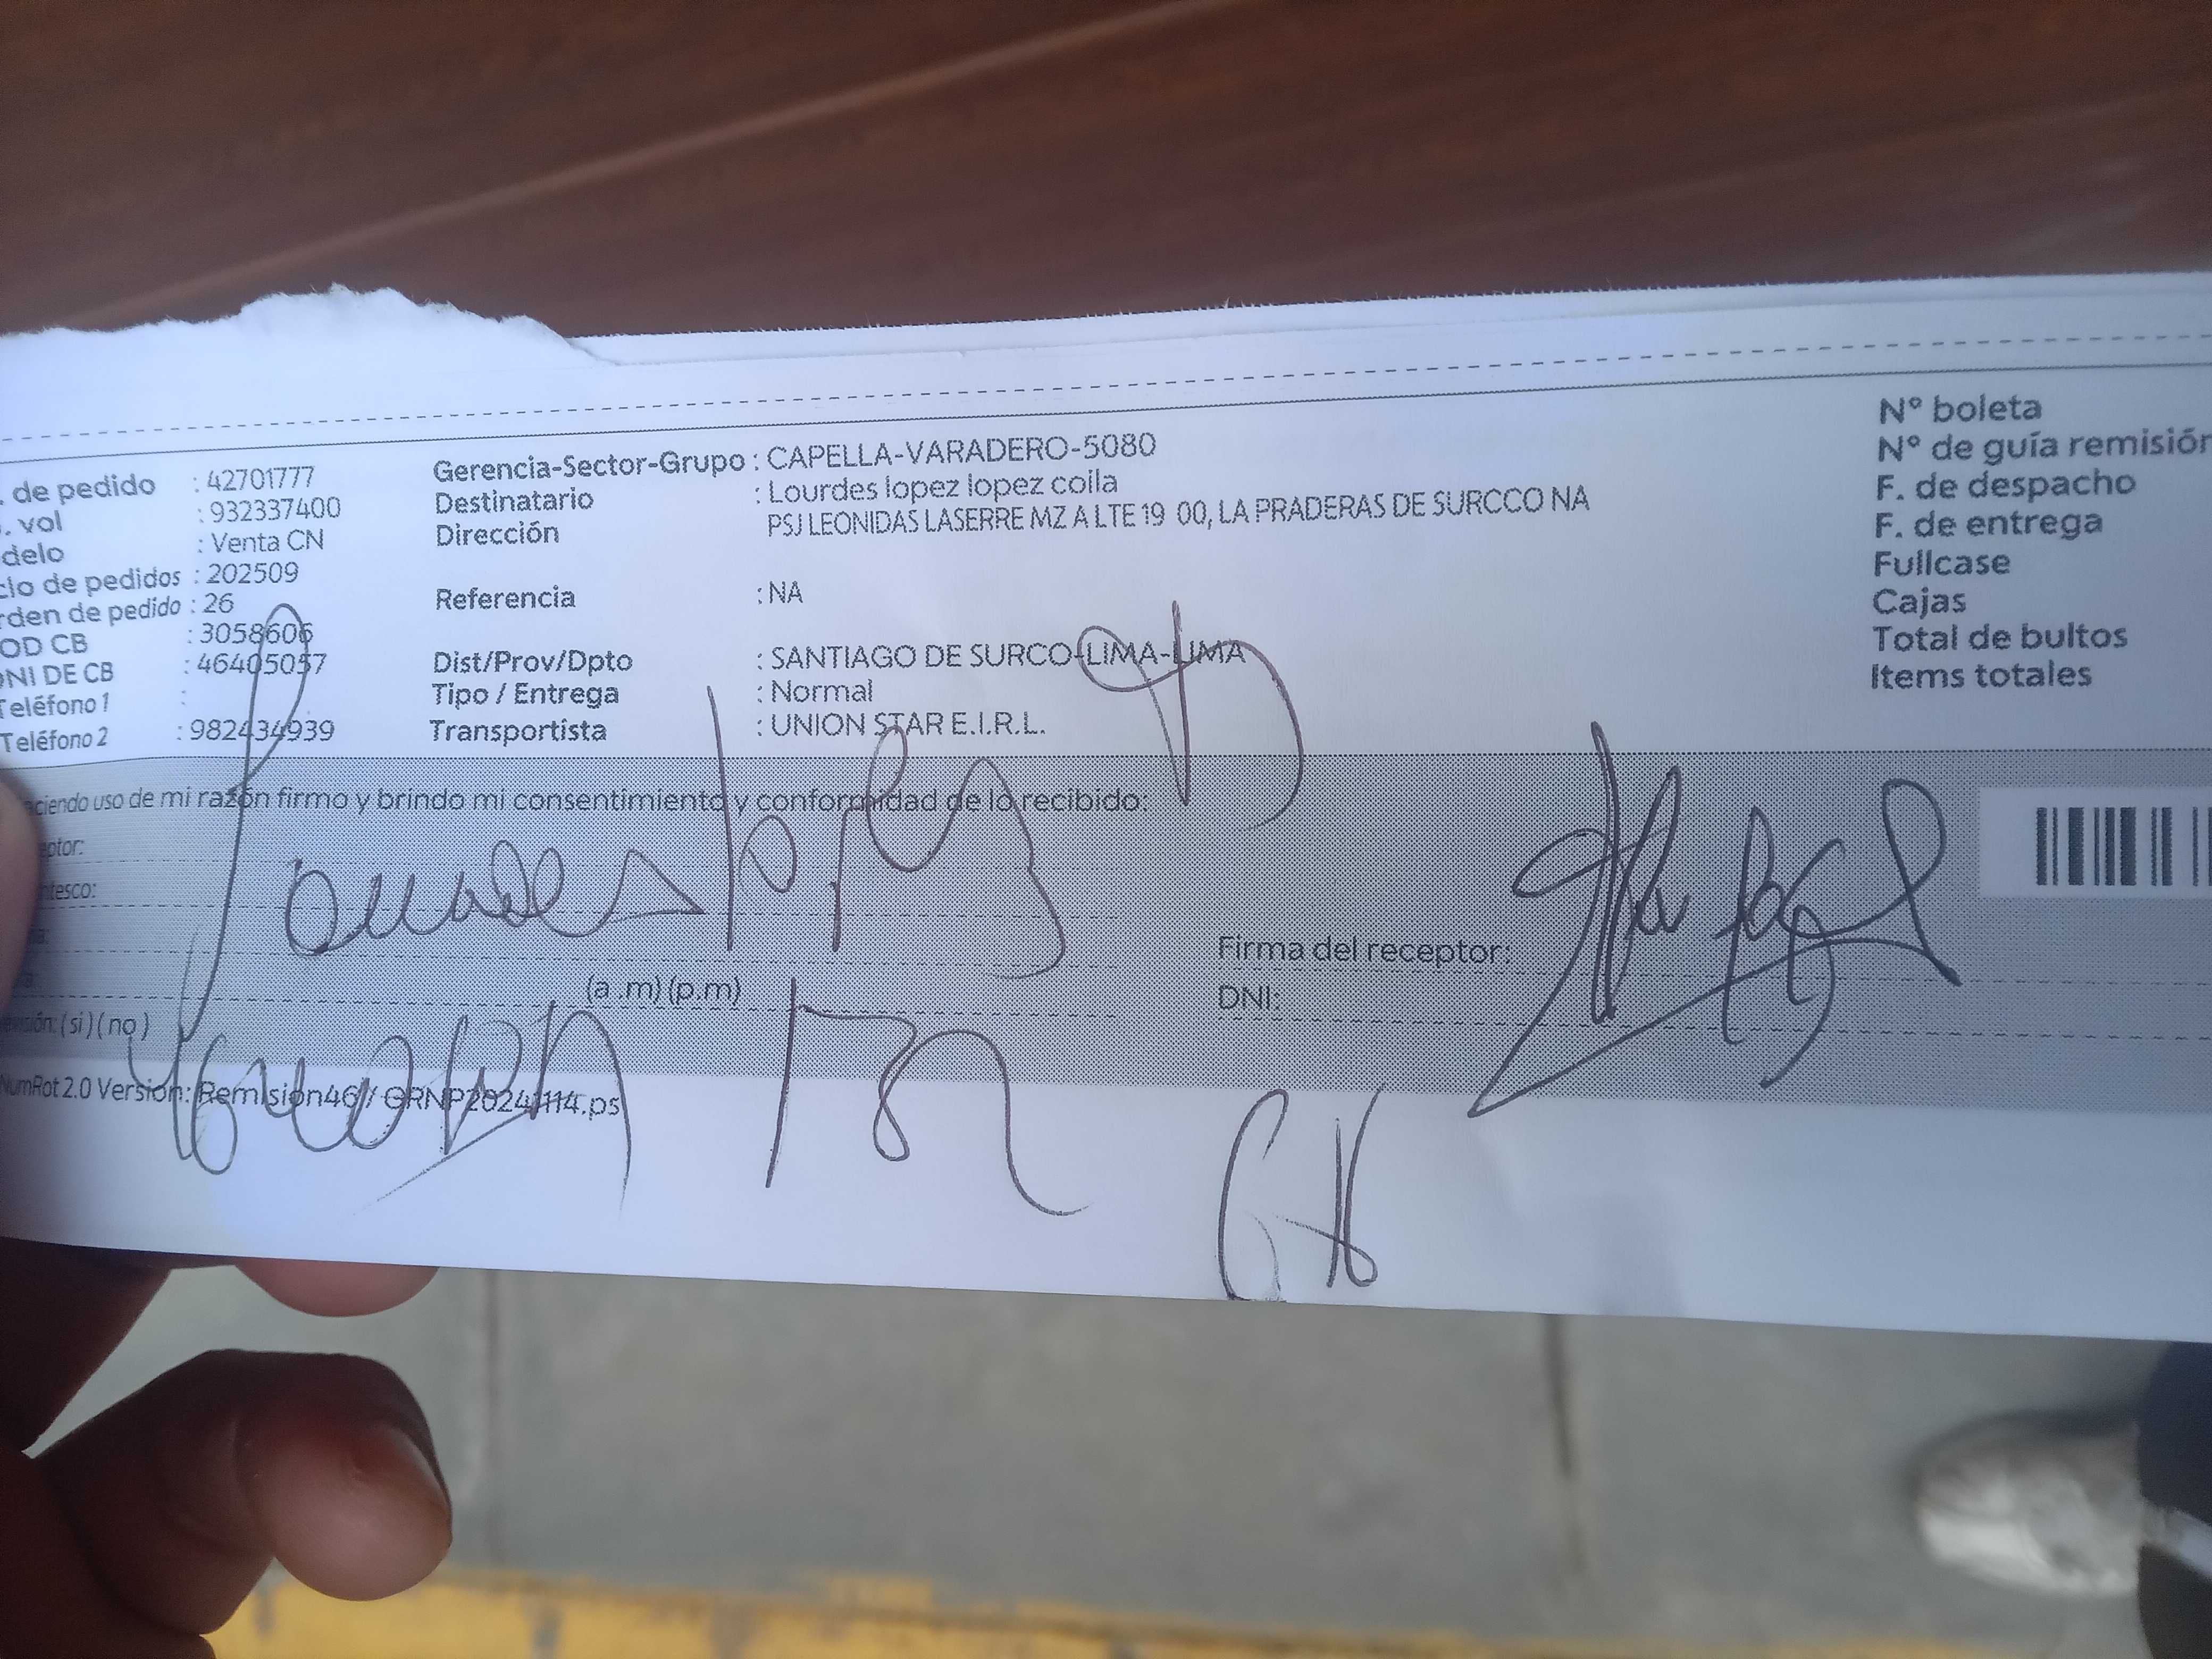 . de pedido : 42701777
. vol : 932337400
delo : Venta CN
clo de pedidos : 202509
rden de pedido : 26
OD CB : 3058606
NI DE CB : 46405057
Teléfono 1 :
Teléfono 2 : 982434939
Gerencia-Sector-Grupo : CAPELLA-VARADERO-5080
Destinatario : Lourdes lopez lopez coila
Dirección PSJ LEONIDAS LASERRE MZ A LTE 19 00, LA PRADERAS DE SURCCO NA
Referencia : NA
Dist/Prov/Dpto : SANTIAGO DE SURCO-LIMA-LIMA
Tipo / Entrega : Normal
Transportista : UNION STAR E.I.R.L.
N° boleta
N° de guía remisión
F. de despacho
F. de entrega
Fullcase
Cajas
Total de bultos
Items totales
aciendo uso de mi razón firmo y brindo mi consentimiento y conformidad de lo recibido:
eptor:
ntesco:
(a .m) (p.m)
evisión: ( si ) ( no )
Firma del receptor:
DNI:
NumRot 2.0 Version: Remision46 / GRNP20241114.ps